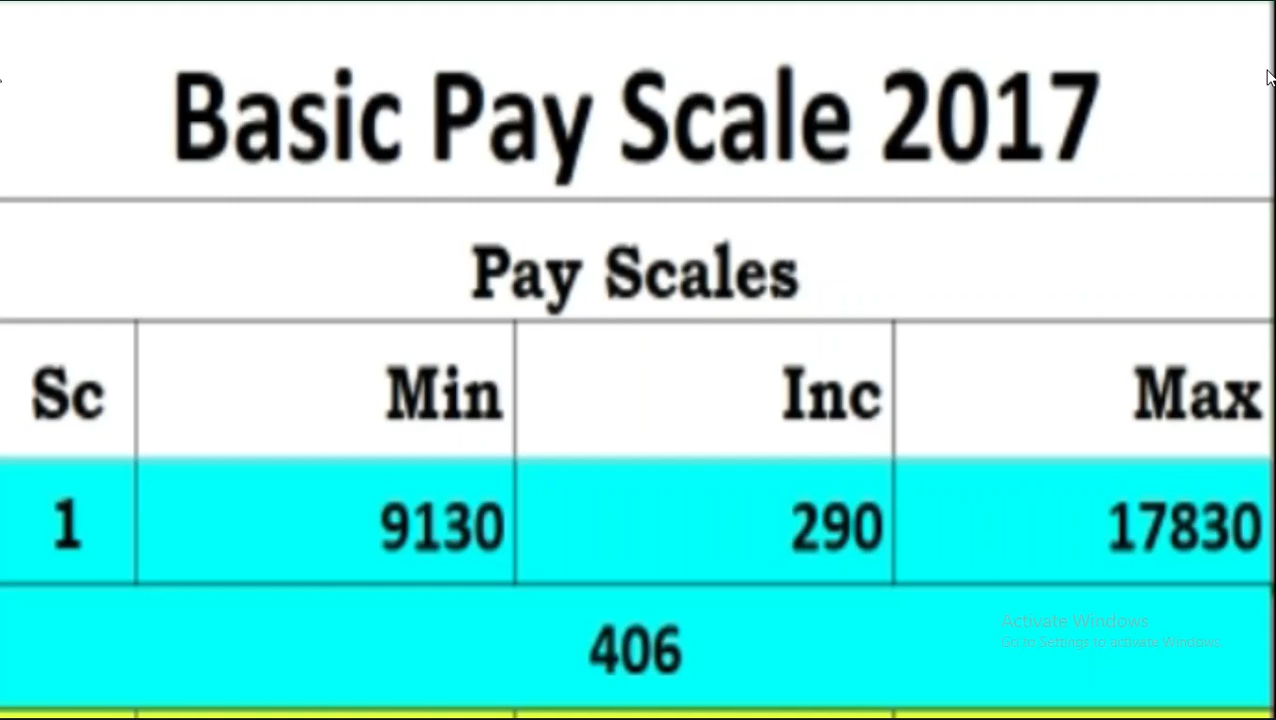 Basic Pay Scale 2017
Pay Scales
Sc Min Inc Max
1 9130 290 17830
406
Activate Windows
Go to Settings to activate Windows.